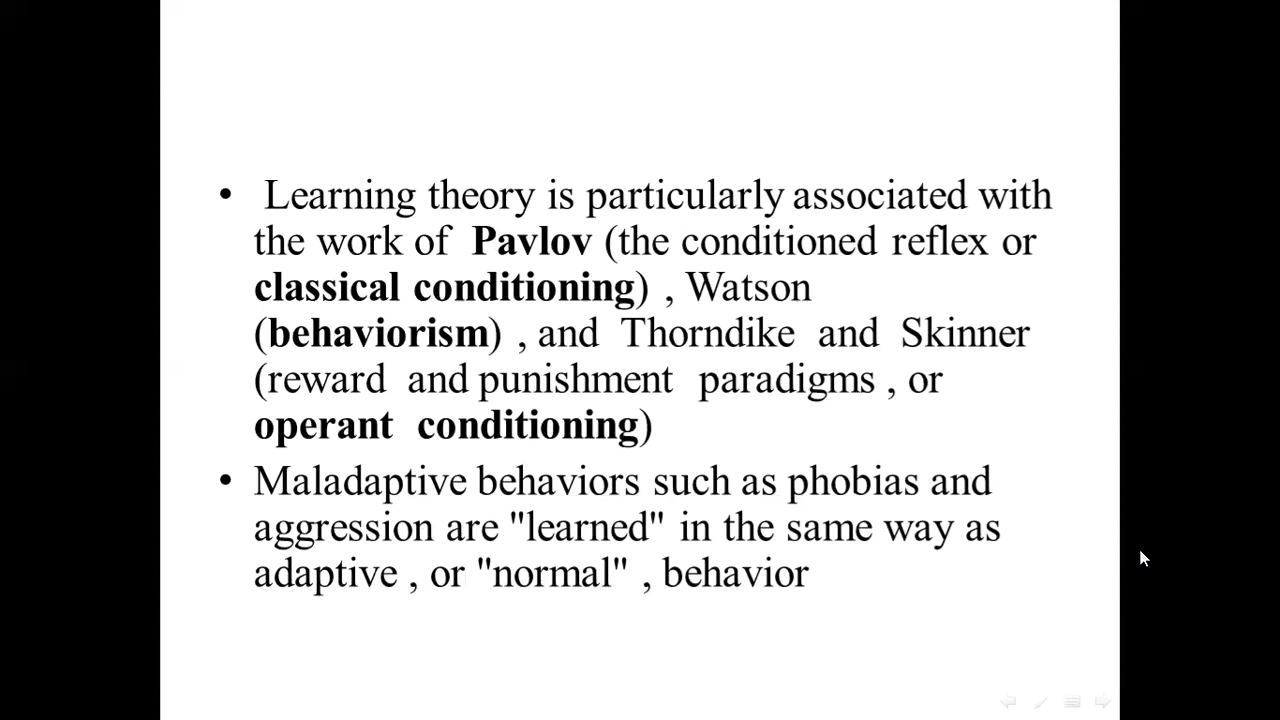 • Learning theory is particularly associated with
the work of Pavlov (the conditioned reflex or
classical conditioning) , Watson
(behaviorism) , and Thorndike and Skinner
(reward and punishment paradigms , or
operant conditioning)
• Maladaptive behaviors such as phobias and
aggression are "learned" in the same way as
adaptive , or "normal" , behavior